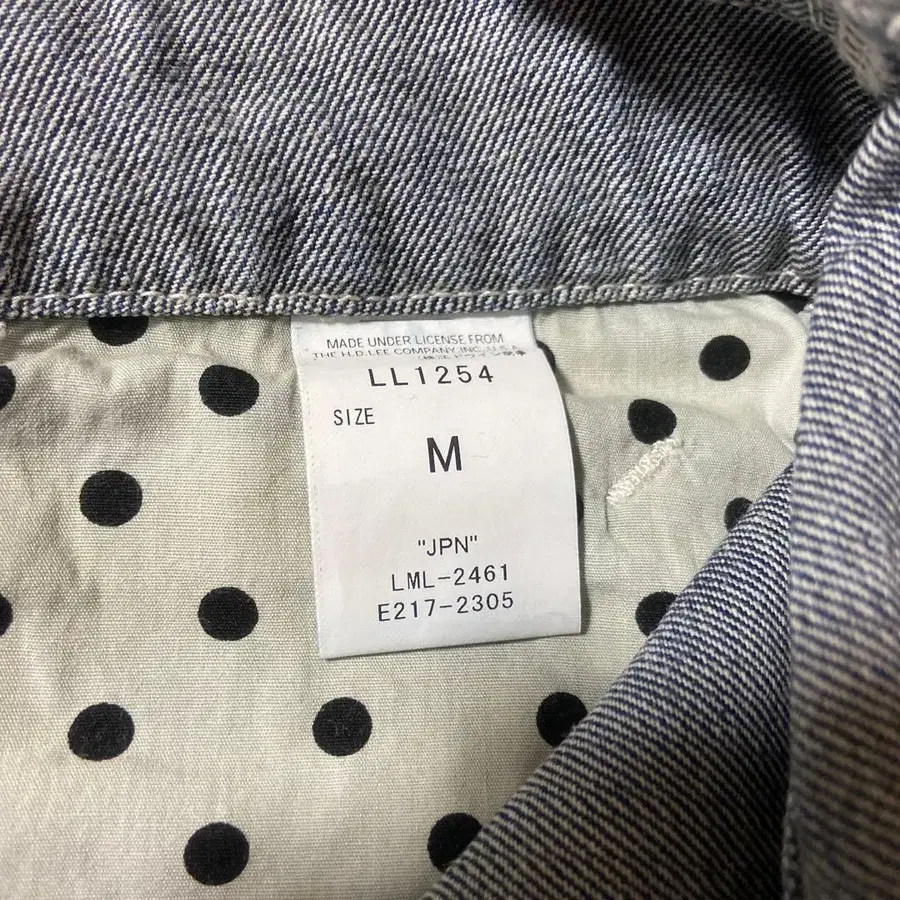 MADE UNDER LICENSE FROM
THE H.D.LEE COMPANY,INC. U.S.A.
LL1254
SIZE
M
"JPN"
LML-2461
E217-2305